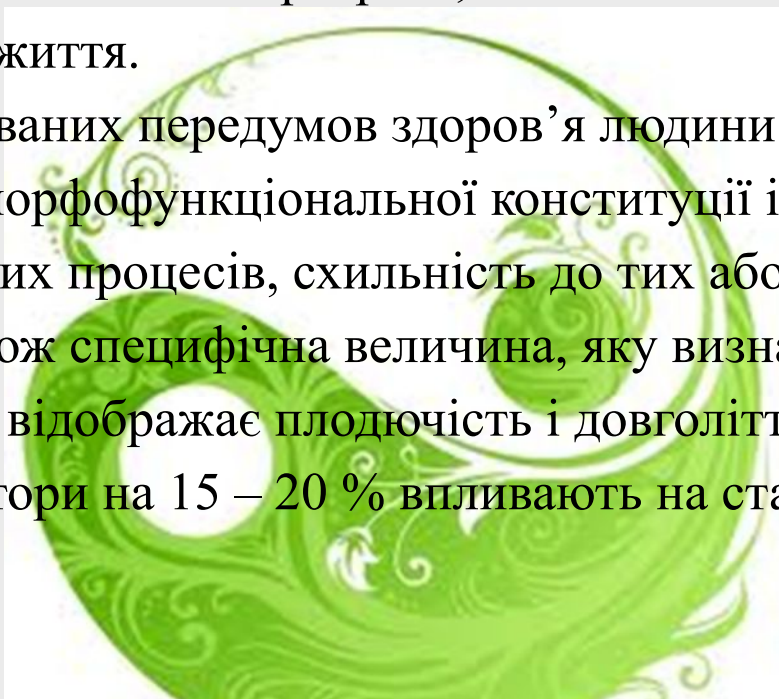 життя.
ваних передумов здоров’я людини
орфофункціональної конституції і
их процесів, схильність до тих або
ож специфічна величина, яку визна
відображає плодючість і довголітт
тори на 15 – 20 % впливають на ста